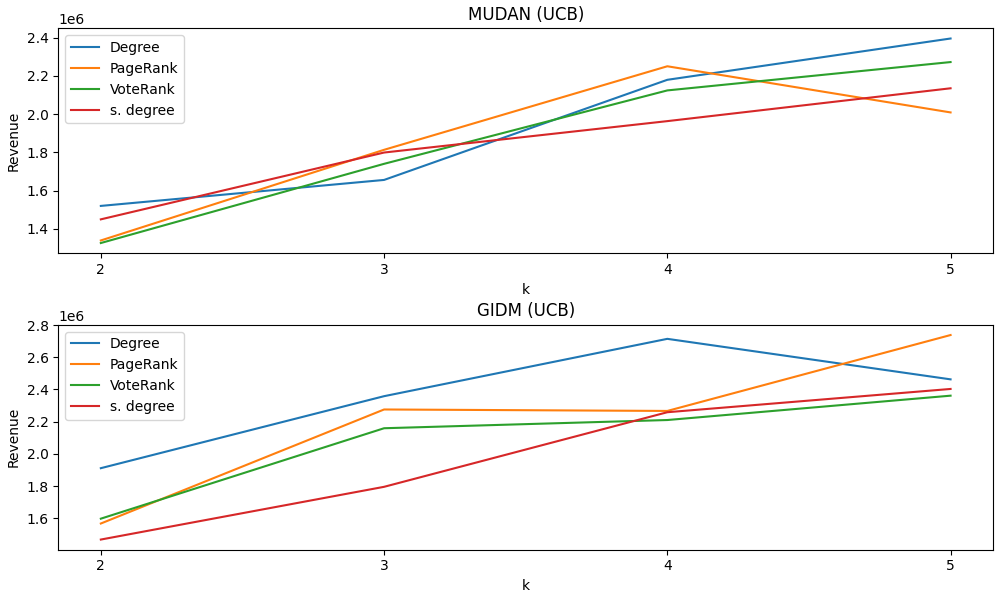 MUDAN (UCB)
1e6
Degree
PageRank
VoteRank
s. degree
Revenue
2.4
2.2
2.0
1.8
1.6
1.4
2 3 4 5
k
GIDM (UCB)
1e6
Degree
PageRank
VoteRank
s. degree
Revenue
2.8
2.6
2.4
2.2
2.0
1.8
1.6
2 3 4 5
k